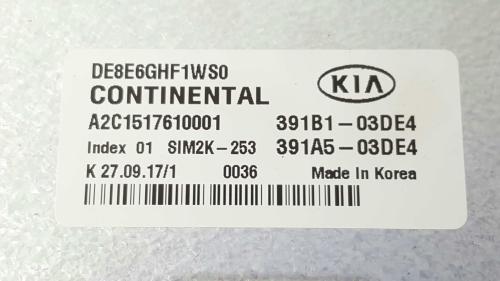 DE8E6GHF1WS0
KIA
CONTINENTAL
A2C1517610001 391B1-03DE4
Index 01 SIM2K-253 391A5-03DE4
K 27.09.17/1 0036 Made in Korea